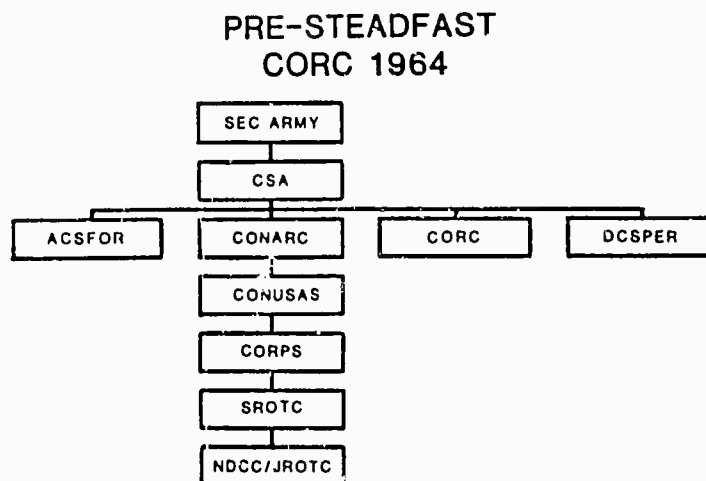 PRE-STEADFAST
CORC 1964
SEC ARMY
CSA
ACSFOR
CONARC
CORC
DCSPER
CONUSAS
CORPS
SROTC
NDCC/JROTC